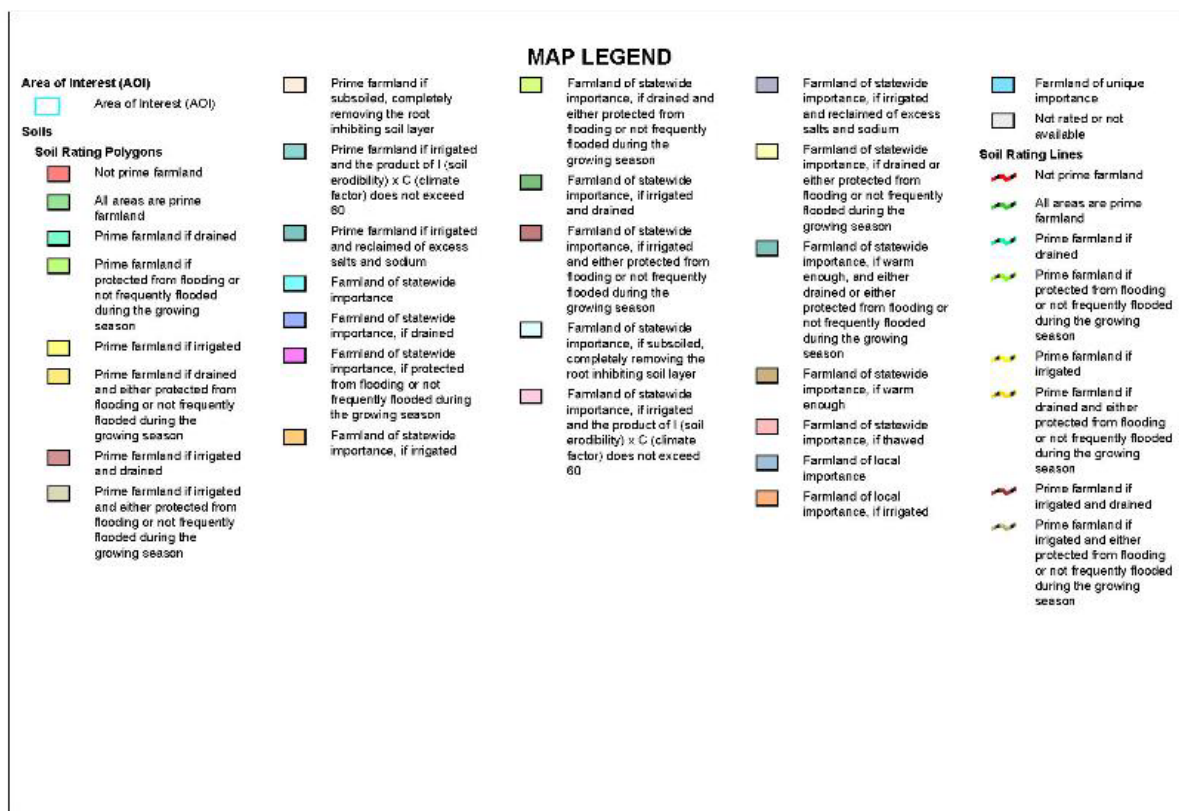 MAP LEGEND
Area of Interest (AOI)
Area of Interest (AOI)
Soils
Soil Rating Polygons
Not prime farmland
All areas are prime
farmland
Prime farmland if drained
Prime farmland if
protected from flooding or
not frequently flooded
during the growing
season
Prime farmland if irrigated
Prime farmland if drained
and either protected from
flooding or not frequently
flooded during the
growing season
Prime farmland if irrigated
and drained
Prime farmland if irrigated
and either protected from
flooding or not frequently
flooded during the
growing season
Prime farmland if
subsoiled, completely
removing the root
inhibiting soil layer
Prime farmland if irrigated
and the product of I (soil
erodibility) x C (climate
factor) does not exceed
60
Prime farmland if irrigated
and reclaimed of excess
salts and sodium
Farmland of statewide
importance
Farmland of statewide
importance, if drained
Farmland of statewide
importance, if protected
from flooding or not
frequently flooded during
the growing season
Farmland of statewide
importance, if irrigated
Farmland of statewide
importance, if drained and
either protected from
flooding or not frequently
flooded during the
growing season
Farmland of statewide
importance, if irrigated
and drained
Farmland of statewide
importance, if irrigated
and either protected from
flooding or not frequently
flooded during the
growing season
Farmland of statewide
importance, if subsoiled,
completely removing the
root inhibiting soil layer
Farmland of statewide
importance, if irrigated
and the product of I (soil
erodibility) x C (climate
factor) does not exceed
60
Farmland of statewide
importance, if irrigated
and reclaimed of excess
salts and sodium
Farmland of statewide
importance, if drained or
either protected from
flooding or not frequently
flooded during the
growing season
Farmland of statewide
importance, if warm
enough, and either
drained or either
protected from flooding or
not frequently flooded
during the growing
season
Farmland of statewide
importance, if warm
enough
Farmland of statewide
importance, if thawed
Farmland of local
importance
Farmland of local
importance, if irrigated
Farmland of unique
importance
Not rated or not
available
Soil Rating Lines
Not prime farmland
All areas are prime
farmland
Prime farmland if
drained
Prime farmland if
protected from flooding
or not frequently flooded
during the growing
season
Prime farmland if
irrigated
Prime farmland if
drained and either
protected from flooding
or not frequently flooded
during the growing
season
Prime farmland if
irrigated and drained
Prime farmland if
irrigated and either
protected from flooding
or not frequently flooded
during the growing
season